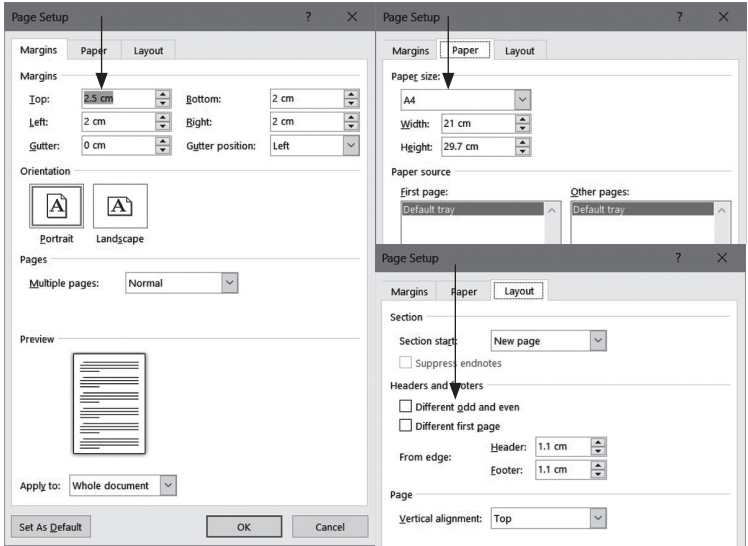 Page Setup ? ×
Margins Paper Layout
Margins
Top: 2.5 cm Bottom: 2 cm
Left: 2 cm Right: 2 cm
Gutter: 0 cm Gutter position: Left
Orientation
A A
Portrait Landscape
Pages
Multiple pages: Normal
Preview
Apply to: Whole document
Set As Default OK Cancel
Page Setup ? ×
Margins Paper Layout
Paper size:
A4
Width: 21 cm
Height: 29.7 cm
Paper source
First page: Other pages:
Default tray Default tray
Page Setup ? ×
Margins Paper Layout
Section
Section start: New page
Suppress endnotes
Headers and footers
Different odd and even
Different first page
Header: 1.1 cm
From edge:
Footer: 1.1 cm
Page
Vertical alignment: Top